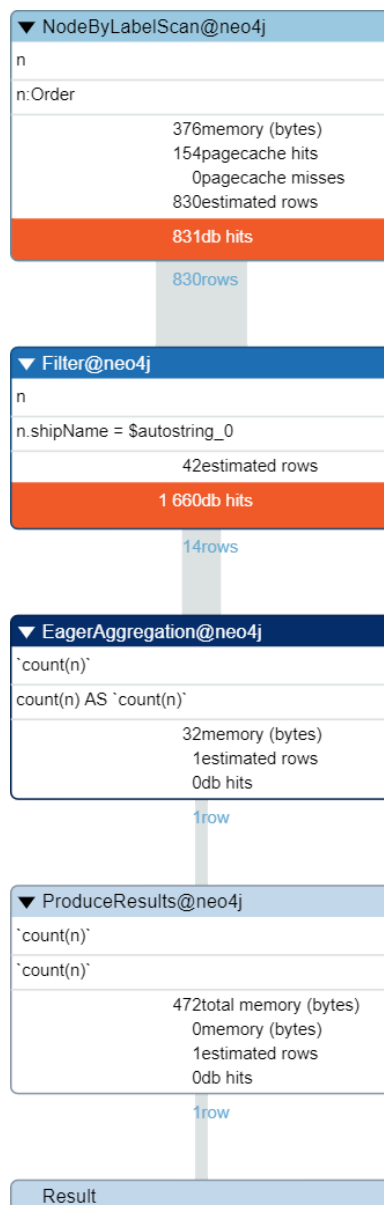 NodeByLabelScan@neo4j
n
n:Order
376memory (bytes)
154pagecache hits
0pagecache misses
830estimated rows
831db hits
830rows
Filter@neo4j
n
n.shipName = $autostring_0
42estimated rows
1 660db hits
14rows
EagerAggregation@neo4j
`count(n)`
count(n) AS `count(n)`
32memory (bytes)
1estimated rows
0db hits
1row
ProduceResults@neo4j
`count(n)`
`count(n)`
472total memory (bytes)
0memory (bytes)
1estimated rows
0db hits
1row
Result